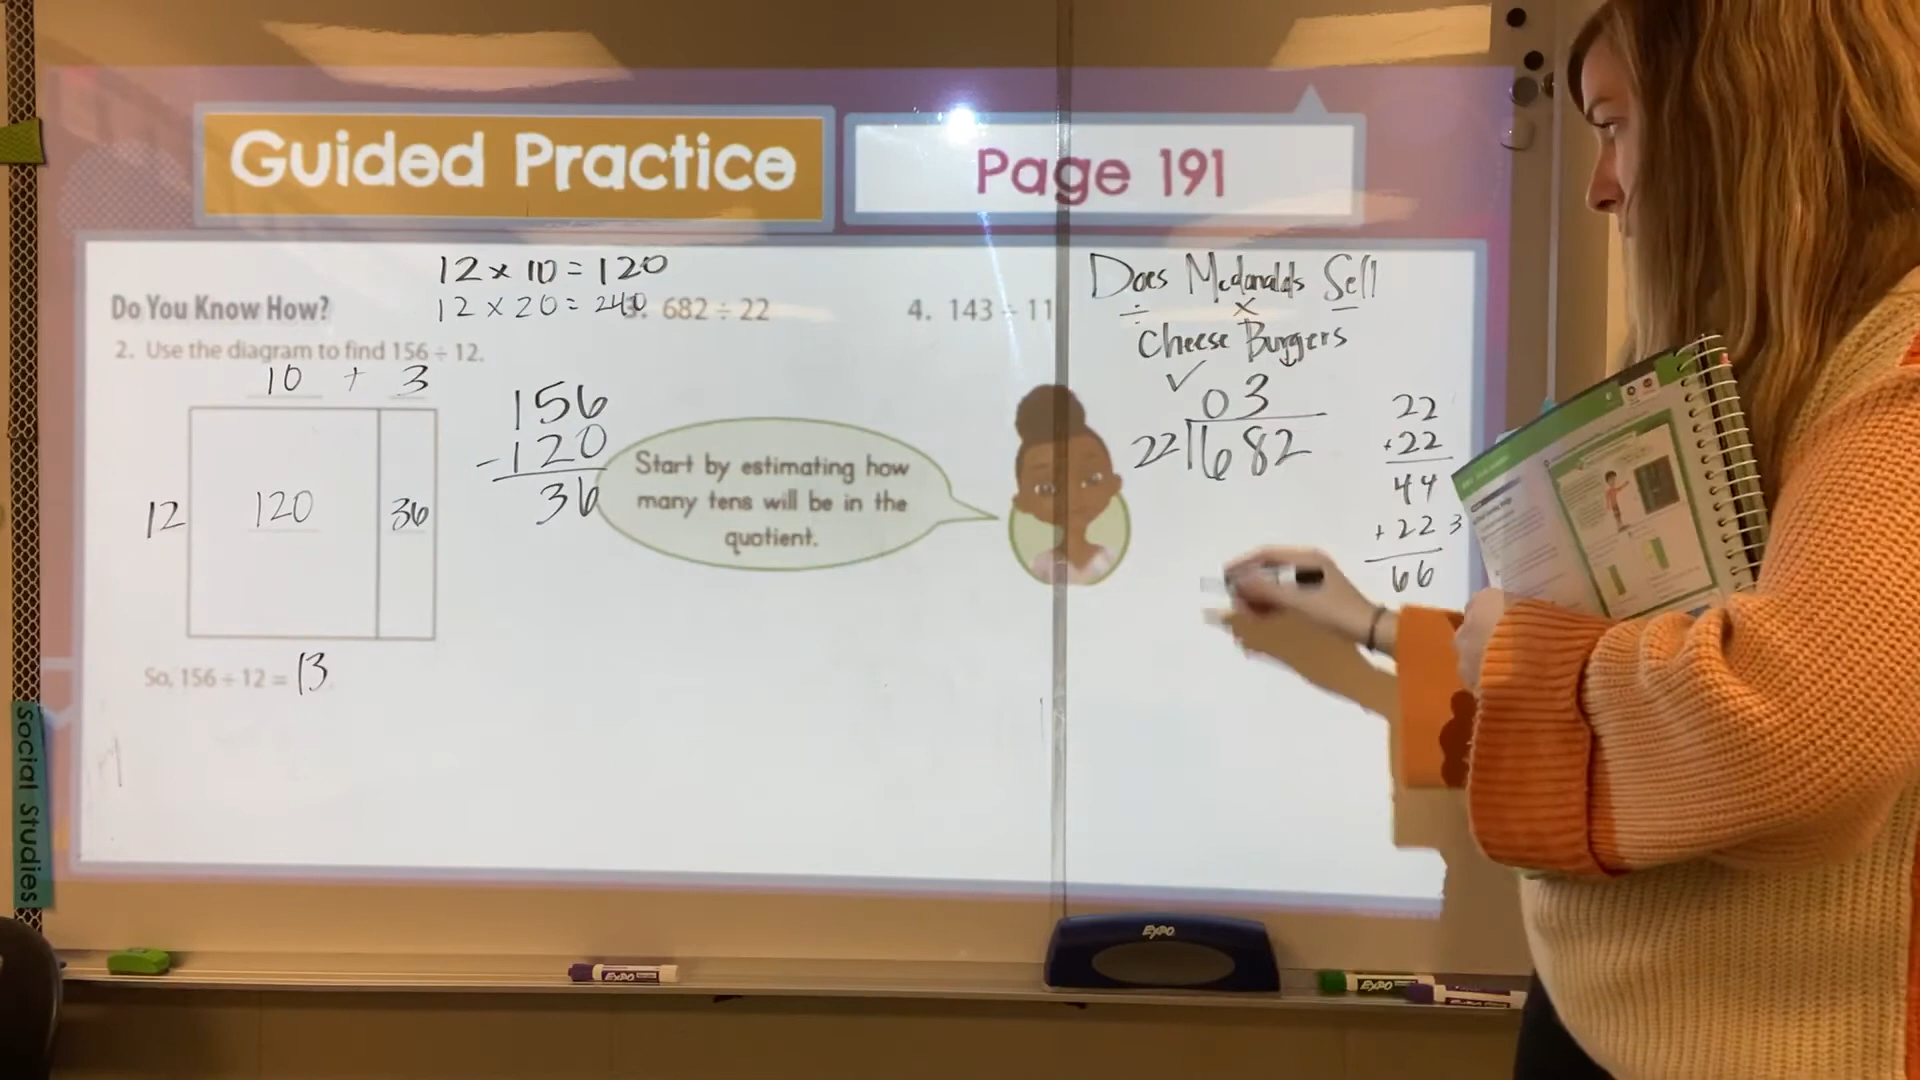 Guided Practice
Page 191
12 × 10 = 120
12 × 20 = 240
Do You Know How?
2. Use the diagram to find 156 ÷ 12.
10 + 3
12
120
36
So, 156 ÷ 12 = 13
156
-120
36
3. 682 ÷ 22
4. 143 ÷ 11
Start by estimating how
many tens will be in the
quotient.
Does Mcdonalds Sell
÷ × −
Cheese Burgers
✓
03
22 682
22
+22
44
+22 3
66
Social Studies
EXPO
EXPO
EXPO